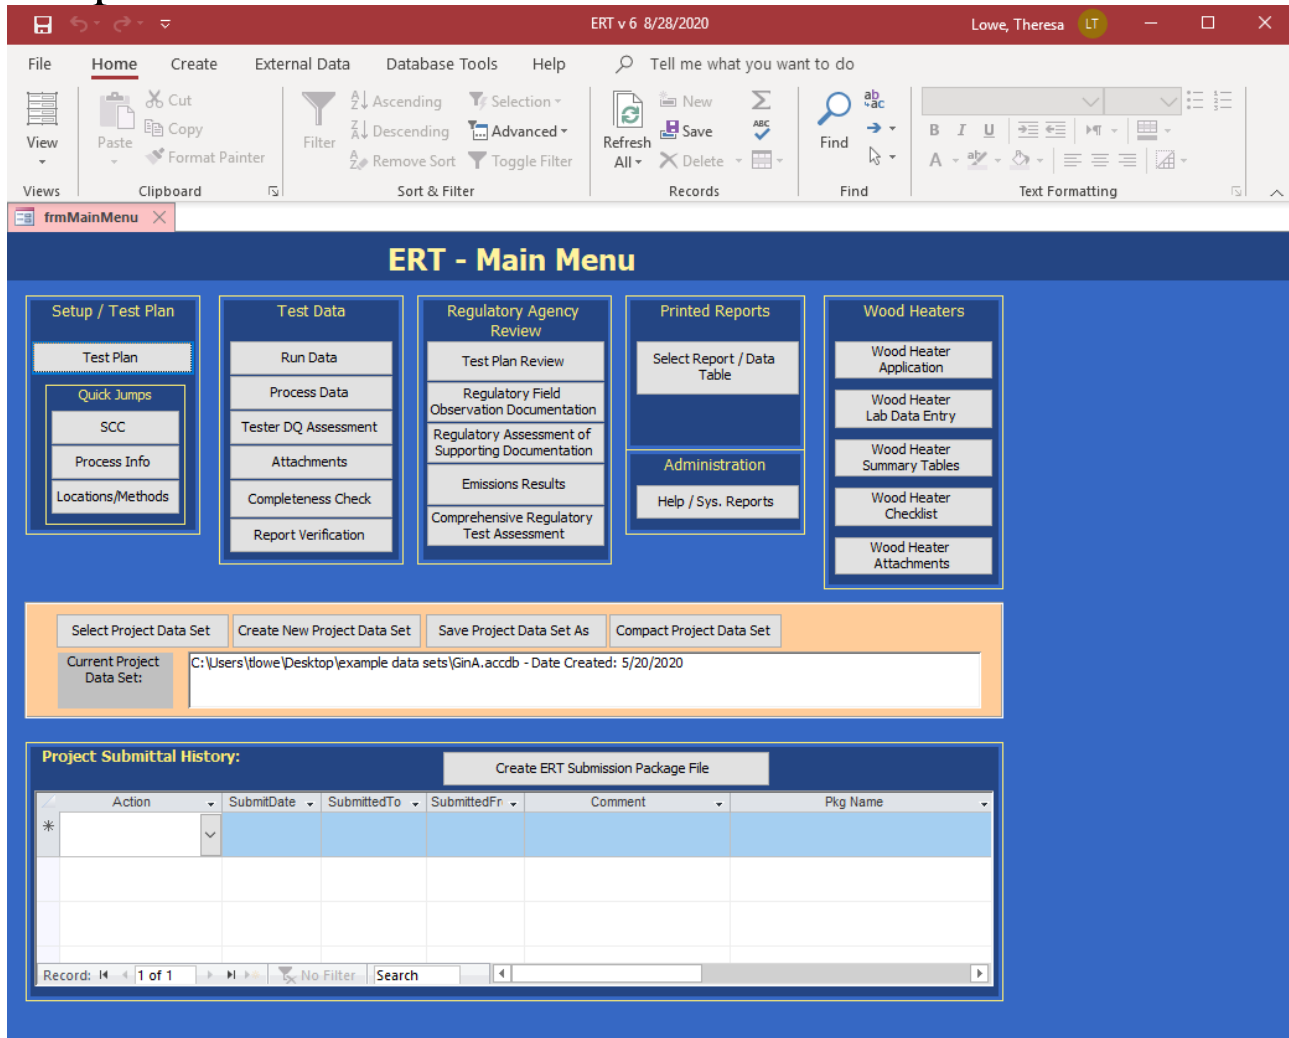 ERT v 6 8/28/2020
Lowe, Theresa LT
File Home Create External Data Database Tools Help Tell me what you want to do
View
Views
Paste
Cut
Copy
Format Painter
Clipboard
Filter
Ascending
Descending
Remove Sort
Selection
Advanced
Toggle Filter
Sort & Filter
Refresh
All
New
Save
Delete
Records
Find
ab
ac
ABC
Find
B I U
A
Text Formatting
frmMainMenu
ERT - Main Menu
Setup / Test Plan
Test Plan
Quick Jumps
SCC
Process Info
Locations/Methods
Test Data
Run Data
Process Data
Tester DQ Assessment
Attachments
Completeness Check
Report Verification
Regulatory Agency
Review
Test Plan Review
Regulatory Field
Observation Documentation
Regulatory Assessment of
Supporting Documentation
Emissions Results
Comprehensive Regulatory
Test Assessment
Printed Reports
Select Report / Data
Table
Administration
Help / Sys. Reports
Wood Heaters
Wood Heater
Application
Wood Heater
Lab Data Entry
Wood Heater
Summary Tables
Wood Heater
Checklist
Wood Heater
Attachments
Select Project Data Set
Create New Project Data Set
Save Project Data Set As
Compact Project Data Set
Current Project
Data Set:
C:\Users\tlowe\Desktop\example data sets\GinA.accdb - Date Created: 5/20/2020
Project Submittal History:
Create ERT Submission Package File
Action SubmitDate SubmittedTo SubmittedFr Comment Pkg Name
Record: 1 of 1 No Filter Search